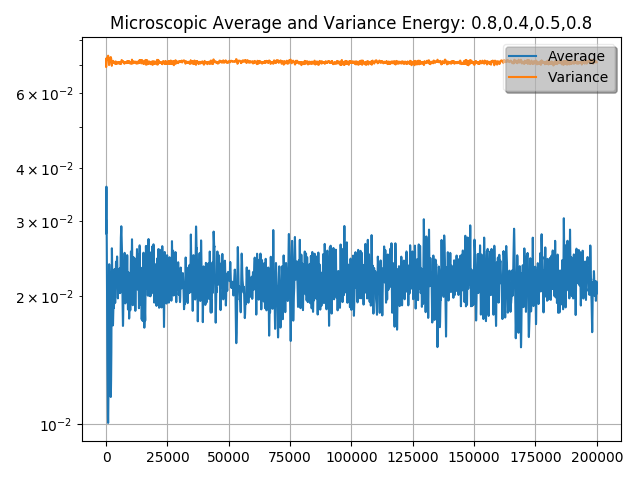 Microscopic Average and Variance Energy: 0.8,0.4,0.5,0.8
Average
Variance
6 × 10⁻²
4 × 10⁻²
3 × 10⁻²
2 × 10⁻²
10⁻²
0 25000 50000 75000 100000 125000 150000 175000 200000